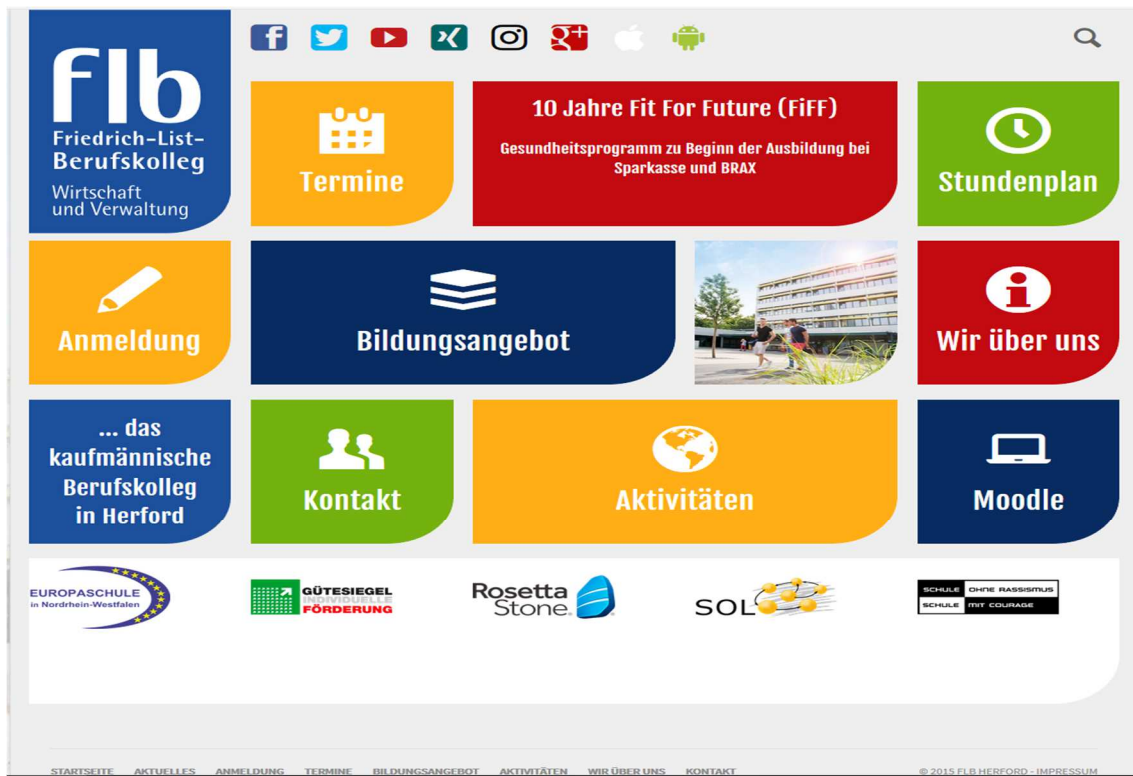 flb
Friedrich-List-
Berufskolleg
Wirtschaft
und Verwaltung
f
g+
Termine
10 Jahre Fit For Future (FiFF)
Gesundheitsprogramm zu Beginn der Ausbildung bei
Sparkasse und BRAX
Stundenplan
Anmeldung
Bildungsangebot
i
Wir über uns
... das
kaufmännische
Berufskolleg
in Herford
Kontakt
Aktivitäten
Moodle
EUROPASCHULE
in Nordrhein-Westfalen
GÜTESIEGEL
INDIVIDUELLE
FÖRDERUNG
Rosetta
Stone
SOL
SCHULE OHNE RASSISMUS
SCHULE MIT COURAGE
STARTSEITE AKTUELLES ANMELDUNG TERMINE BILDUNGSANGEBOT AKTIVITÄTEN WIR ÜBER UNS KONTAKT © 2015 FLB HERFORD - IMPRESSUM